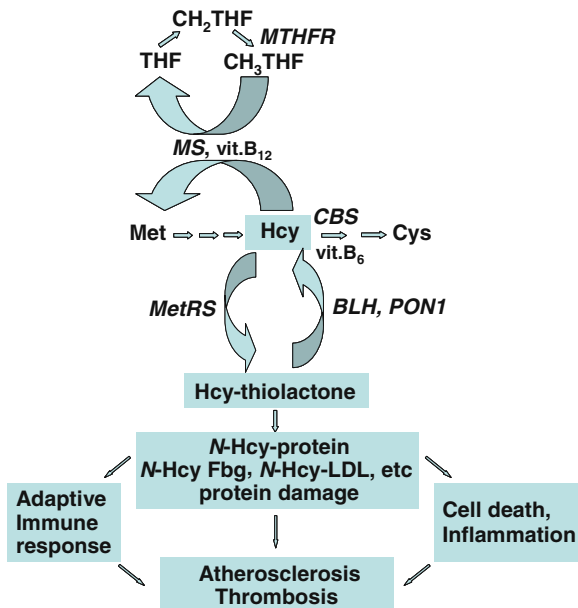 CH₂THF
MTHFR
THF
CH₃THF
MS, vit.B₁₂
CBS
Met
Hcy
Cys
vit.B₆
MetRS
BLH, PON1
Hcy-thiolactone
N-Hcy-protein
N-Hcy Fbg, N-Hcy-LDL, etc
protein damage
Adaptive
Immune
response
Cell death,
Inflammation
Atherosclerosis
Thrombosis